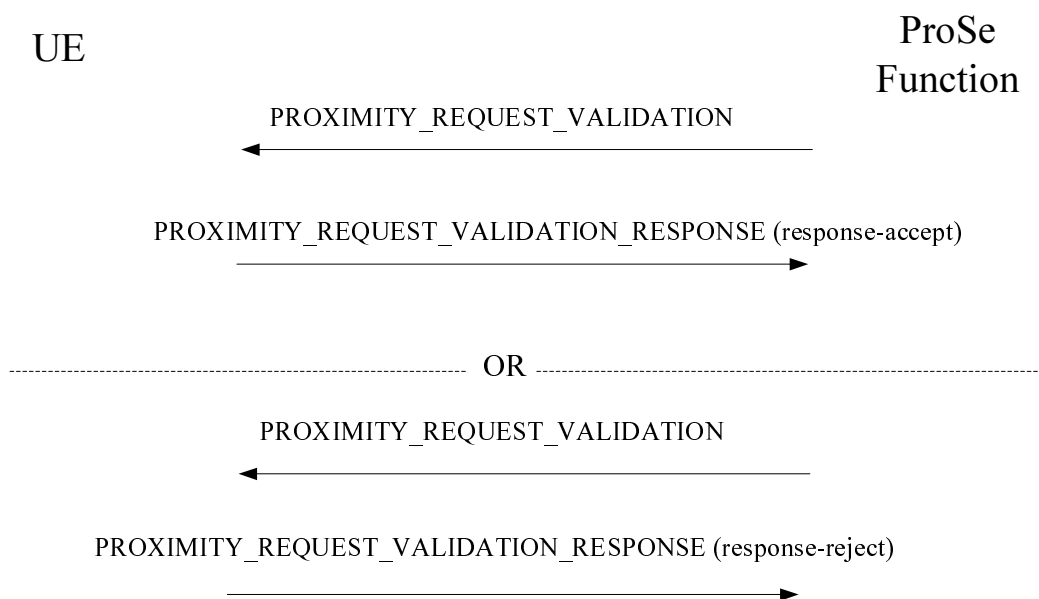 UE
ProSe
Function
PROXIMITY_REQUEST_VALIDATION
PROXIMITY_REQUEST_VALIDATION_RESPONSE (response-accept)
OR
PROXIMITY_REQUEST_VALIDATION
PROXIMITY_REQUEST_VALIDATION_RESPONSE (response-reject)